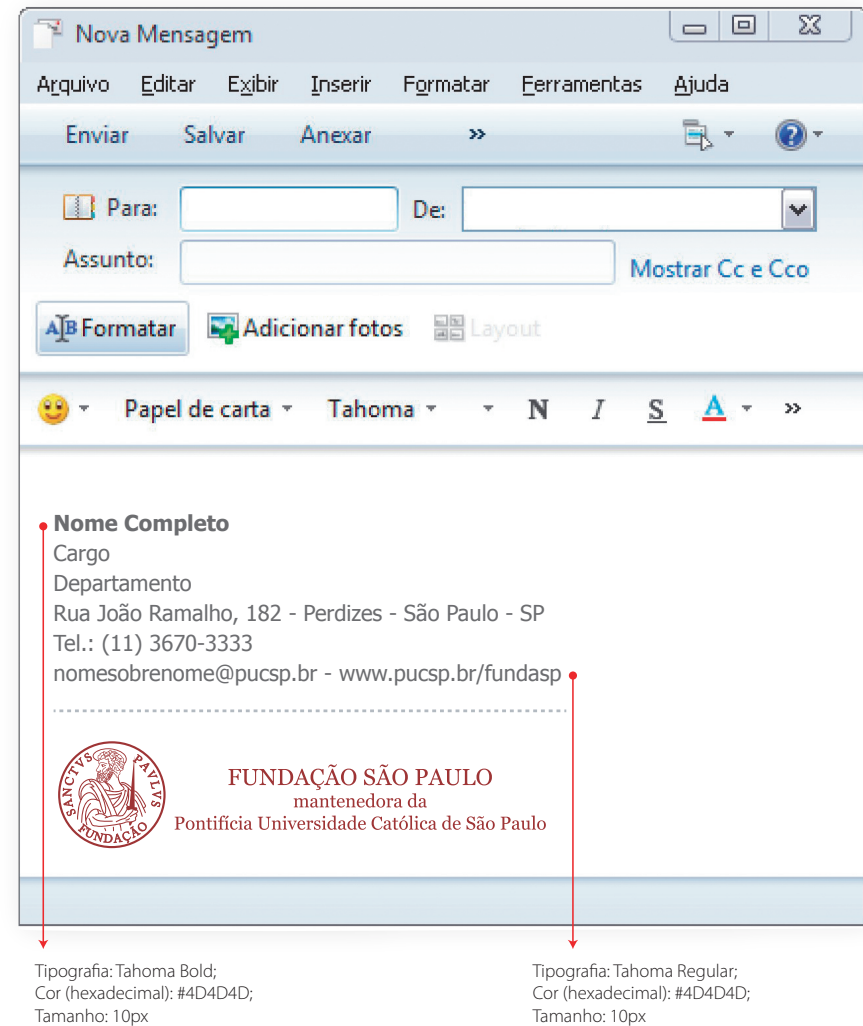 Nova Mensagem
Arquivo Editar Exibir Inserir Formatar Ferramentas Ajuda
Enviar Salvar Anexar »
Para: De:
Assunto: Mostrar Cc e Cco
AB Formatar Adicionar fotos Layout
Papel de carta Tahoma N I S A »
Nome Completo
Cargo
Departamento
Rua João Ramalho, 182 - Perdizes - São Paulo - SP
Tel.: (11) 3670-3333
nomesobrenome@pucsp.br - www.pucsp.br/fundasp
SANCTVS PAVLVS
FUNDAÇÃO
FUNDAÇÃO SÃO PAULO
mantenedora da
Pontifícia Universidade Católica de São Paulo
Tipografia: Tahoma Bold;
Cor (hexadecimal): #4D4D4D;
Tamanho: 10px
Tipografia: Tahoma Regular;
Cor (hexadecimal): #4D4D4D;
Tamanho: 10px